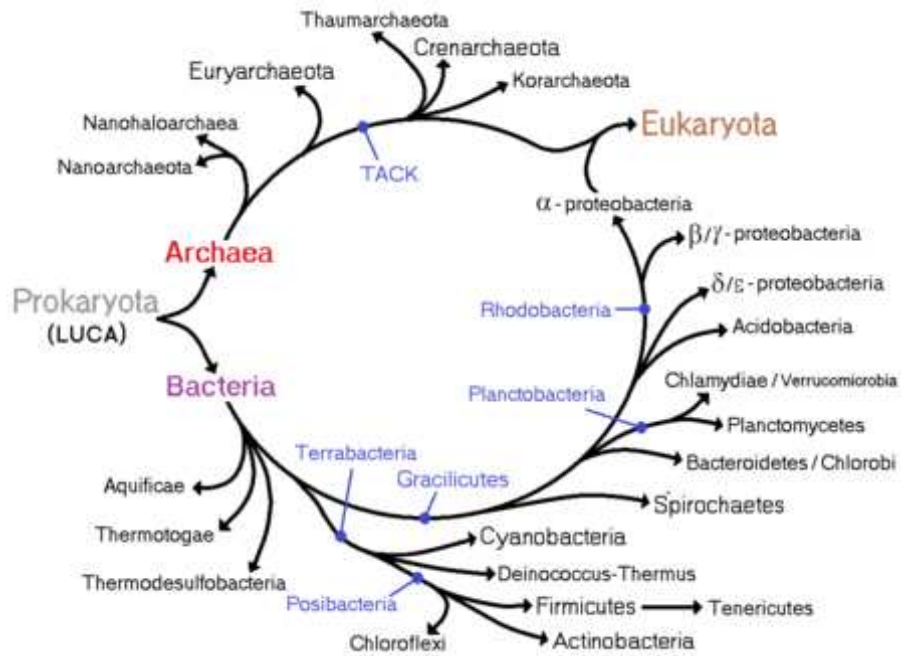 Thaumarchaeota
Crenarchaeota
Euryarchaeota
Korarchaeota
Nanohaloarchaea
Eukaryota
Nanoarchaeota
TACK
α - proteobacteria
Archaea
β/γ - proteobacteria
Prokaryota
(LUCA)
δ/ε - proteobacteria
Rhodobacteria
Acidobacteria
Bacteria
Chlamydiae / Verrucomicrobia
Planctobacteria
Planctomycetes
Terrabacteria
Bacteroidetes / Chlorobi
Gracilicutes
Aquificae
Spirochaetes
Thermotogae
Cyanobacteria
Deinococcus-Thermus
Thermodesulfobacteria
Posibacteria
Firmicutes
Tenericutes
Chloroflexi
Actinobacteria